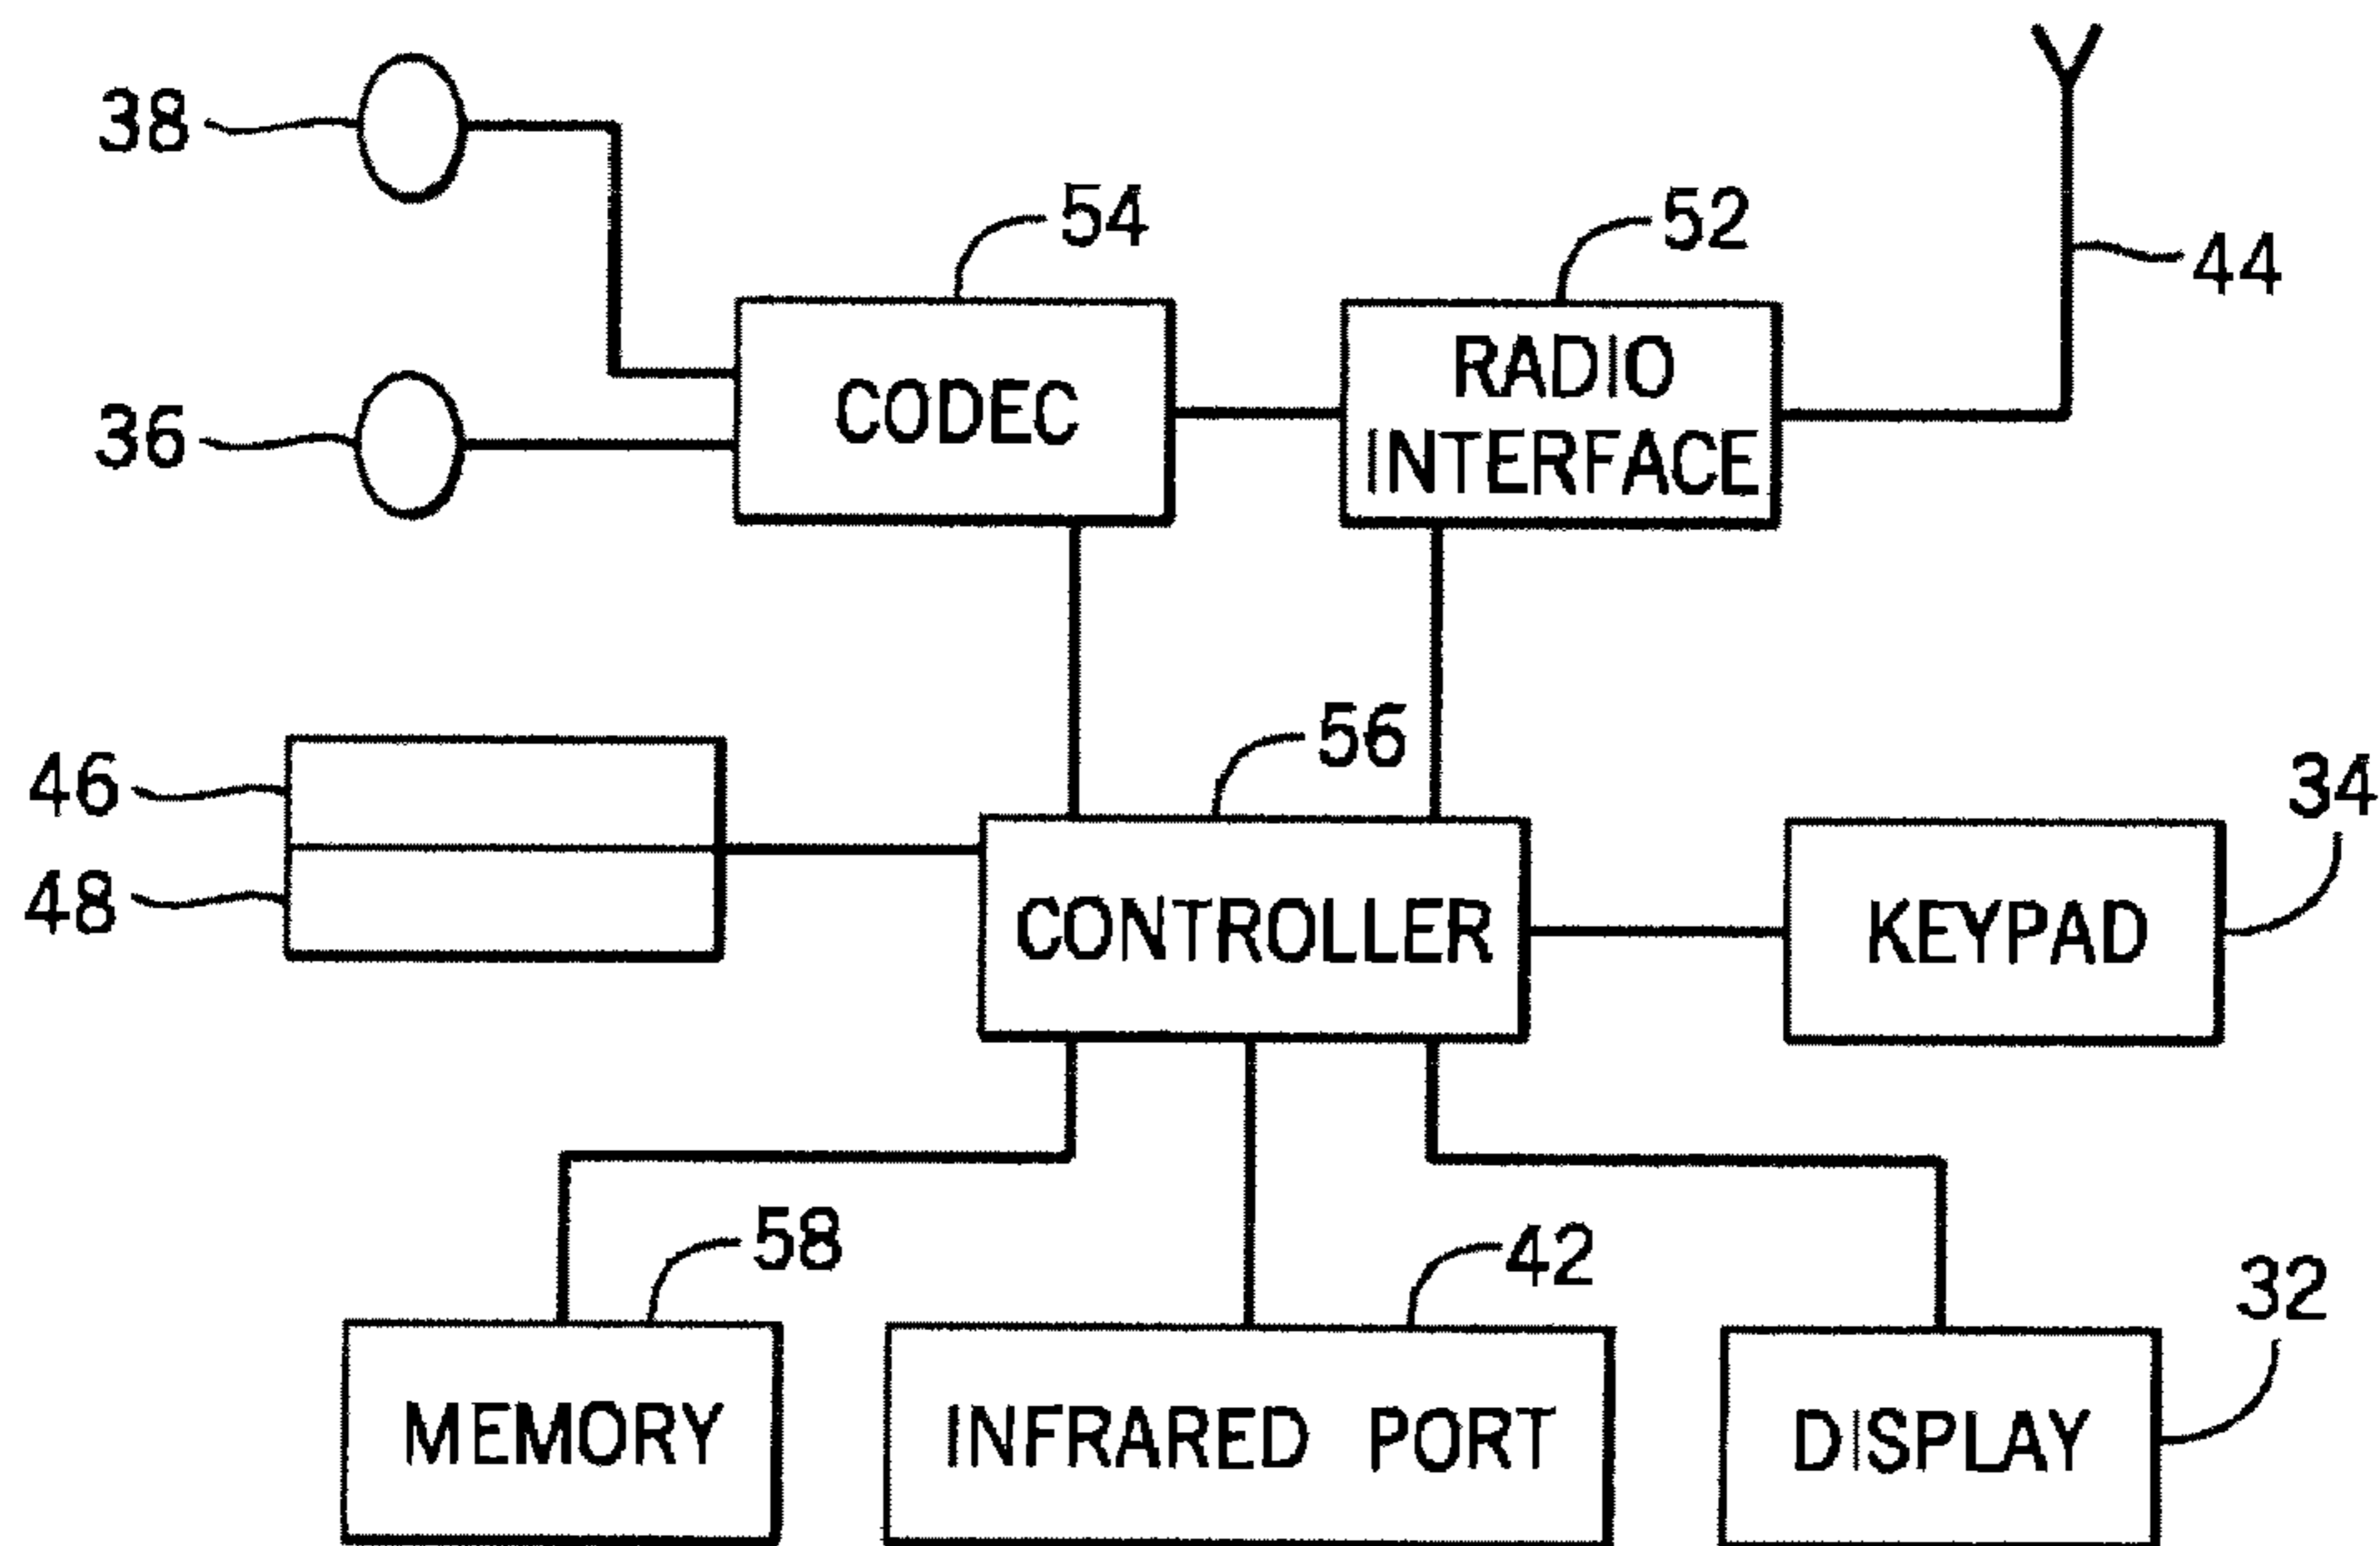 38
54
52
44
36
CODEC
RADIO
INTERFACE
56
46
34
48
CONTROLLER
KEYPAD
58
42
32
MEMORY
INFRARED PORT
DISPLAY